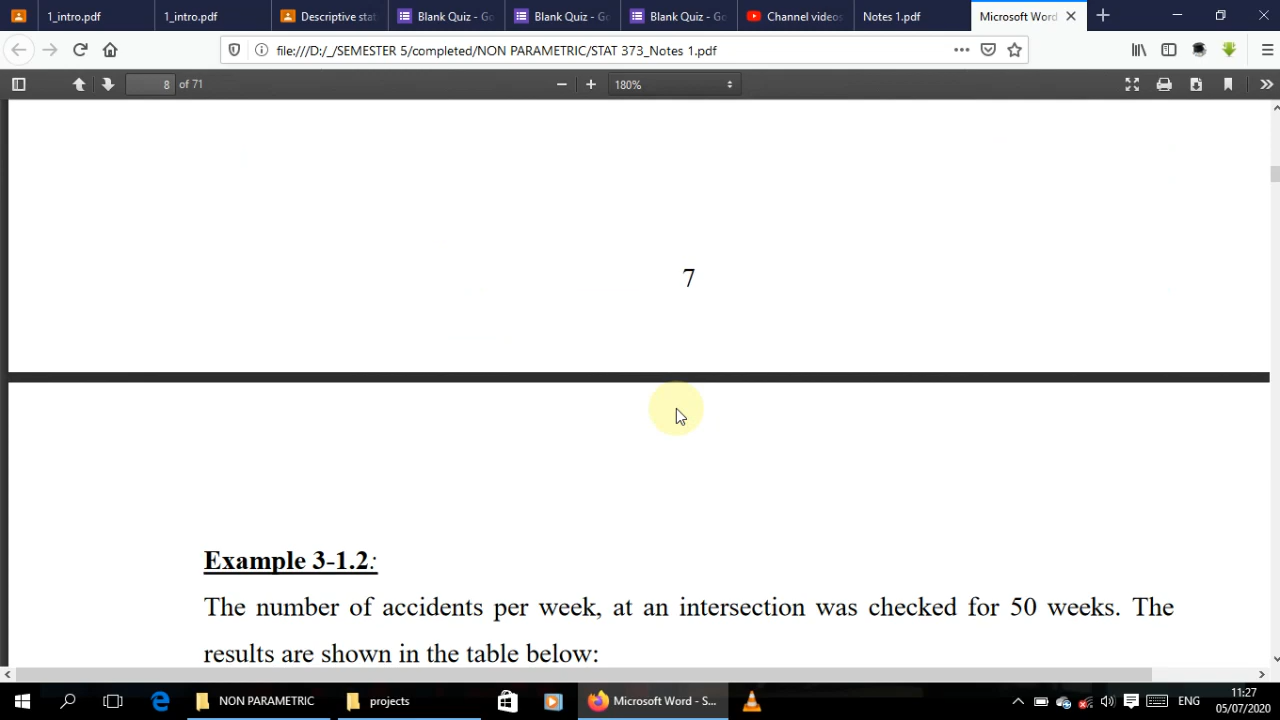 1_intro.pdf
1_intro.pdf
Descriptive stat
Blank Quiz - Go
Blank Quiz - Go
Blank Quiz - Go
Channel videos
Notes 1.pdf
Microsoft Word
file:///D:/_/SEMESTER 5/completed/NON PARAMETRIC/STAT 373_Notes 1.pdf
8 of 71
180%
7
Example 3-1.2:
The number of accidents per week, at an intersection was checked for 50 weeks. The
results are shown in the table below:
NON PARAMETRIC
projects
Microsoft Word - S...
ENG
11:27
05/07/2020